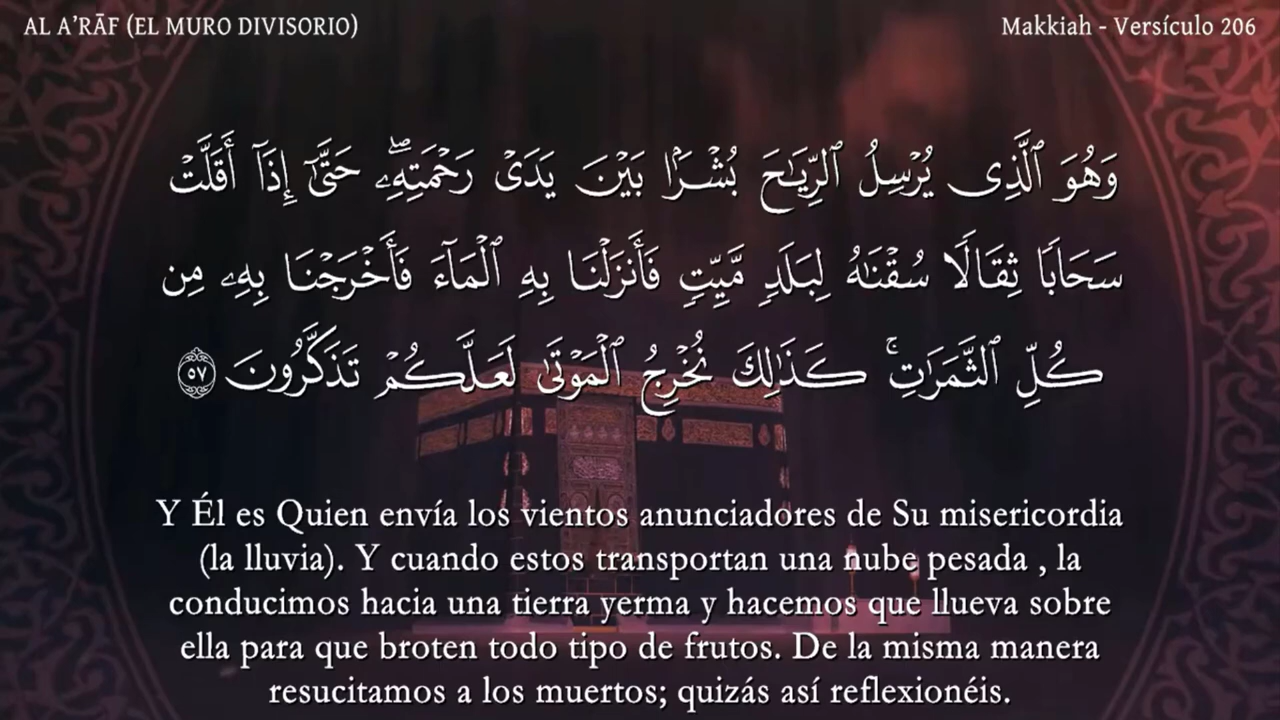 AL A’RĀF (EL MURO DIVISORIO)
Makkiah - Versículo 206
وَهُوَ ٱلَّذِى يُرْسِلُ ٱلرِّيَـٰحَ بُشْرًۢا بَيْنَ يَدَىْ رَحْمَتِهِۦ ۖ حَتَّىٰٓ إِذَآ أَقَلَّتْ
سَحَابًا ثِقَالًا سُقْنَـٰهُ لِبَلَدٍ مَّيِّتٍ فَأَنزَلْنَا بِهِ ٱلْمَآءَ فَأَخْرَجْنَا بِهِۦ مِن
كُلِّ ٱلثَّمَرَٰتِ ۚ كَذَٰلِكَ نُخْرِجُ ٱلْمَوْتَىٰ لَعَلَّكُمْ تَذَكَّرُونَ ٥٧
Y Él es Quien envía los vientos anunciadores de Su misericordia
(la lluvia). Y cuando estos transportan una nube pesada , la
conducimos hacia una tierra yerma y hacemos que llueva sobre
ella para que broten todo tipo de frutos. De la misma manera
resucitamos a los muertos; quizás así reflexionéis.